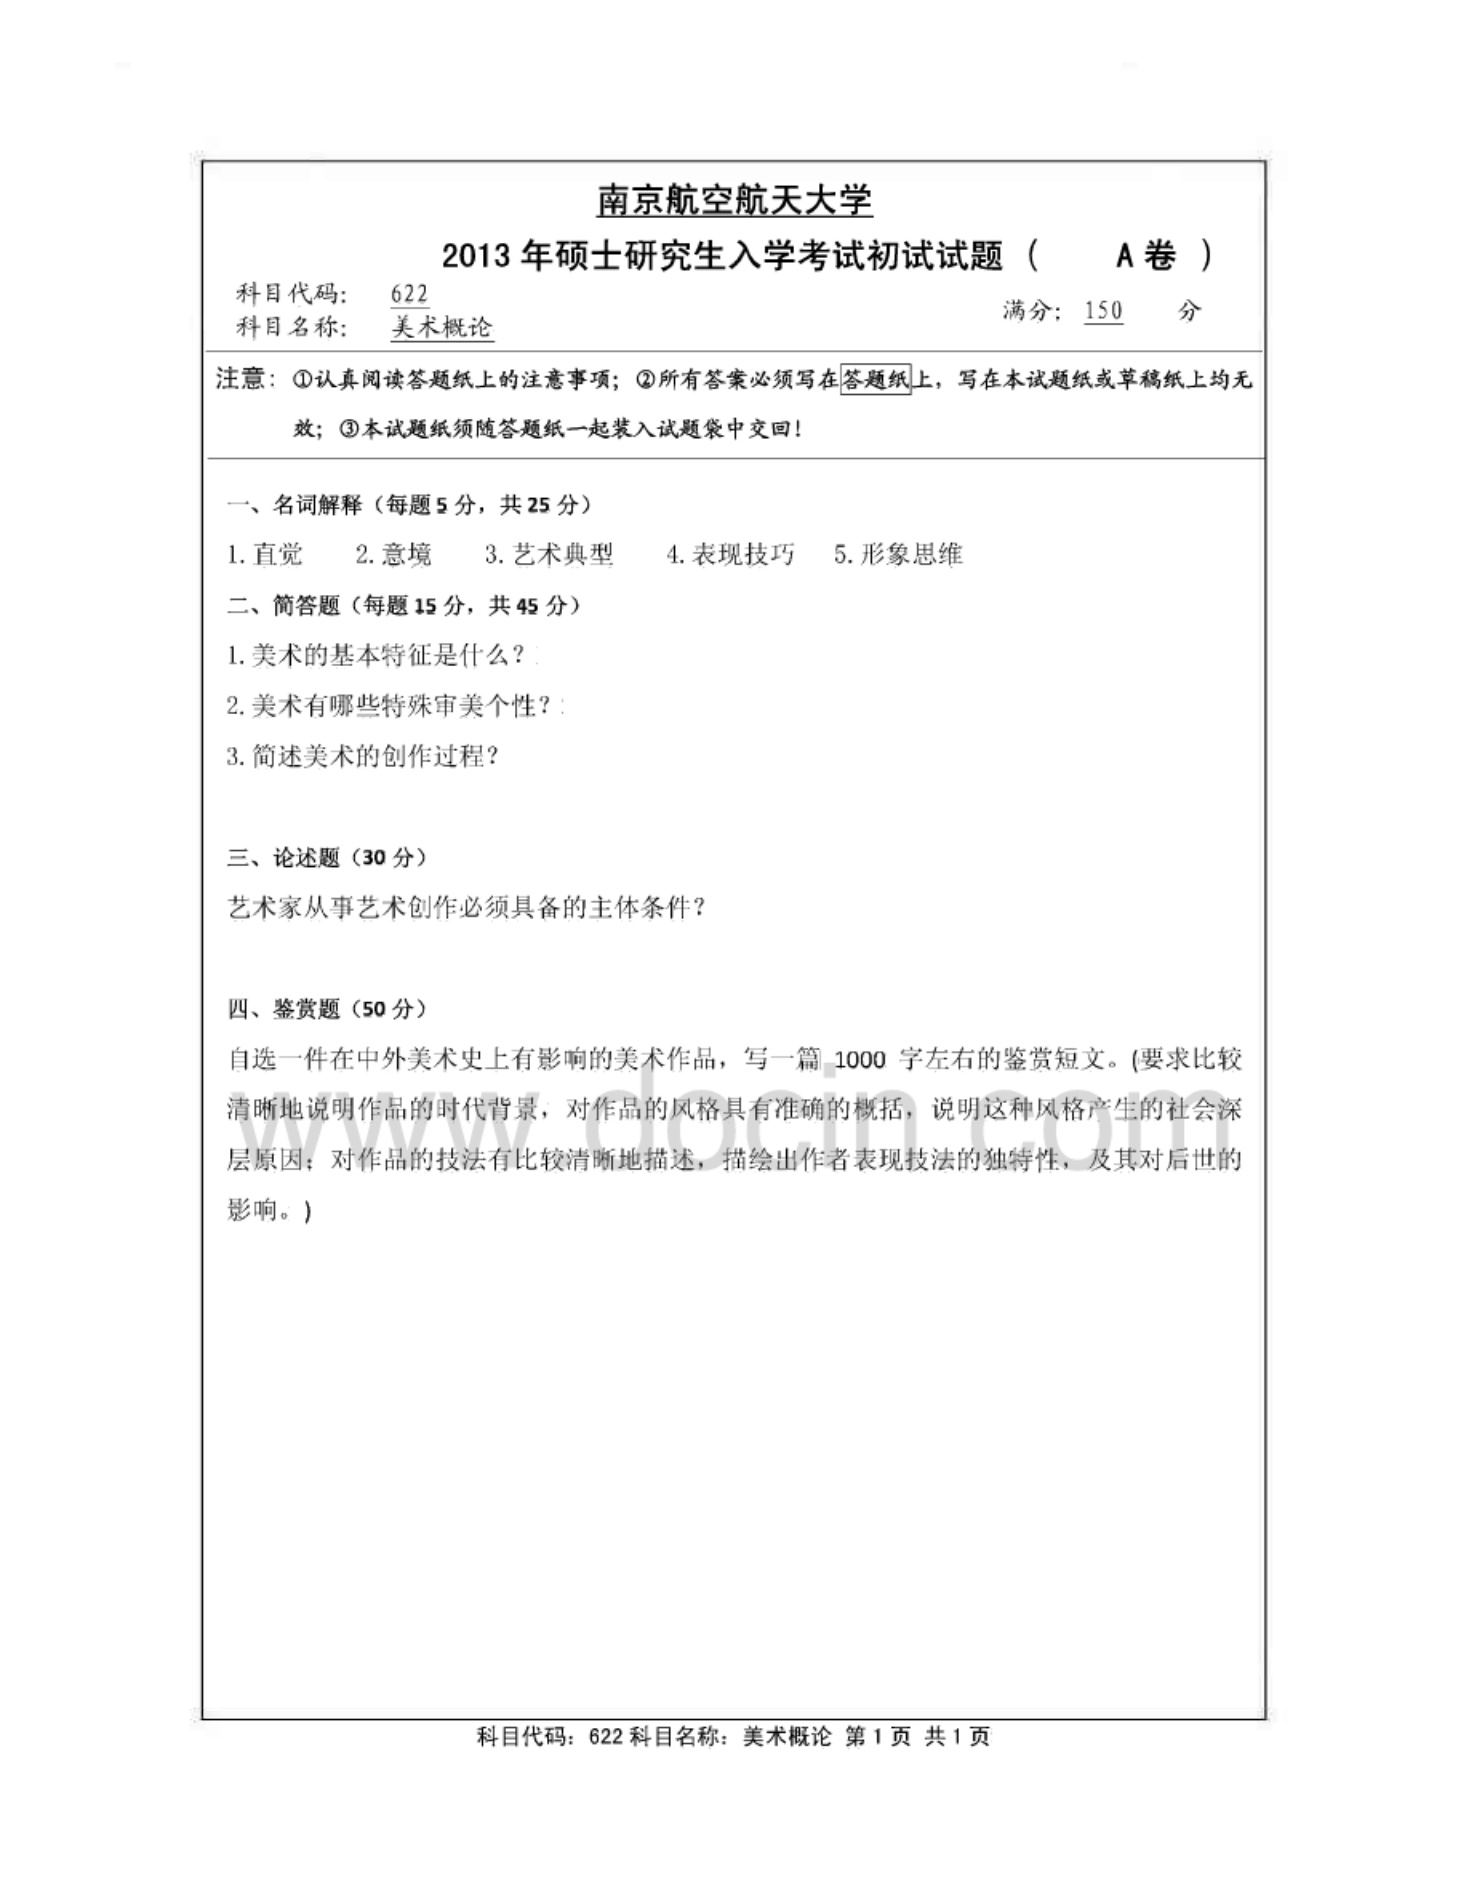 南京航空航天大学
2013 年硕士研究生入学考试初试试题（ A 卷 ）
科目代码： 622
满分： 150 分
科目名称： 美术概论
注意：①认真阅读答题纸上的注意事项；②所有答案必须写在答题纸上，写在本试题纸或草稿纸上均无
效；③本试题纸须随答题纸一起装入试题袋中交回！
一、名词解释（每题 5 分，共 25 分）
1.直觉 2.意境 3.艺术典型 4.表现技巧 5.形象思维
二、简答题（每题 15 分，共 45 分）
1.美术的基本特征是什么？
2.美术有哪些特殊审美个性？
3.简述美术的创作过程？
三、论述题（30 分）
艺术家从事艺术创作必须具备的主体条件？
四、鉴赏题（50 分）
自选一件在中外美术史上有影响的美术作品，写一篇 1000 字左右的鉴赏短文。(要求比较
清晰地说明作品的时代背景，对作品的风格具有准确的概括，说明这种风格产生的社会深
层原因；对作品的技法有比较清晰地描述，描绘出作者表现技法的独特性，及其对后世的
影响。)
www.docin.com
科目代码：622 科目名称：美术概论 第 1 页 共 1 页